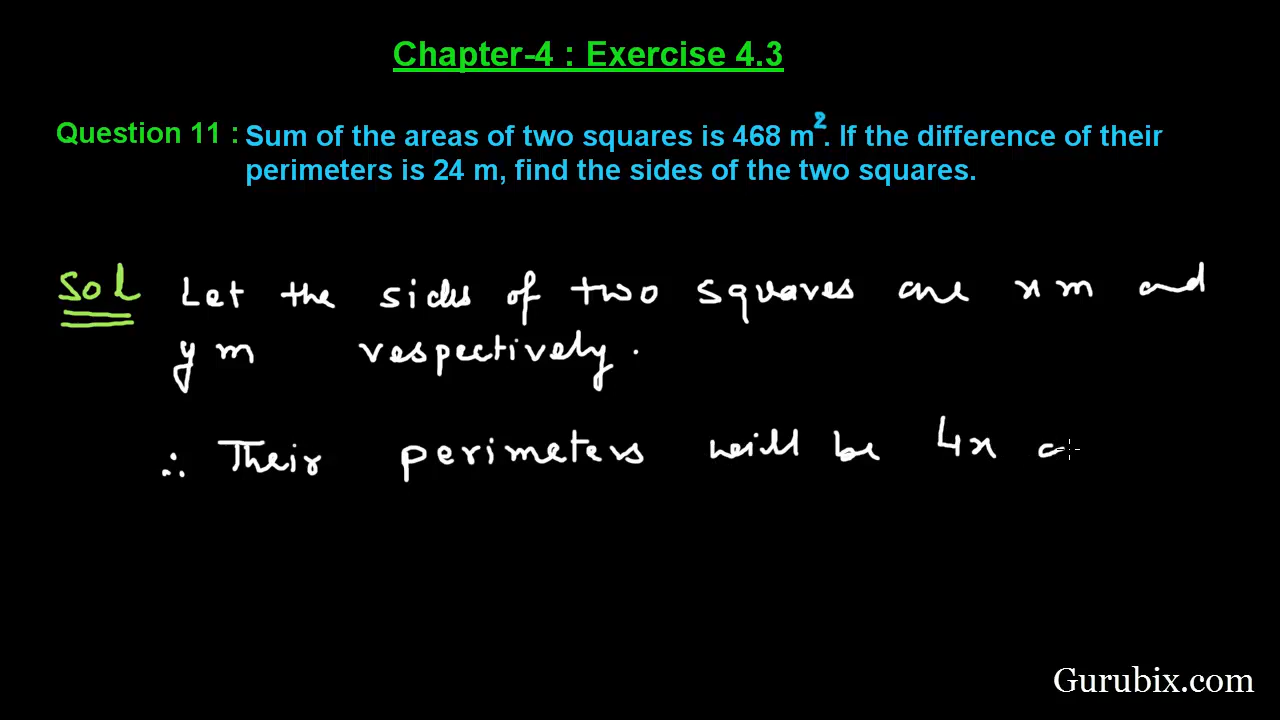 Chapter-4 : Exercise 4.3
Question 11 : Sum of the areas of two squares is 468 m². If the difference of their
perimeters is 24 m, find the sides of the two squares.
Sol Let the sides of two squares are x m and
y m respectively.
∴ Their perimeters will be 4x
Gurubix.com